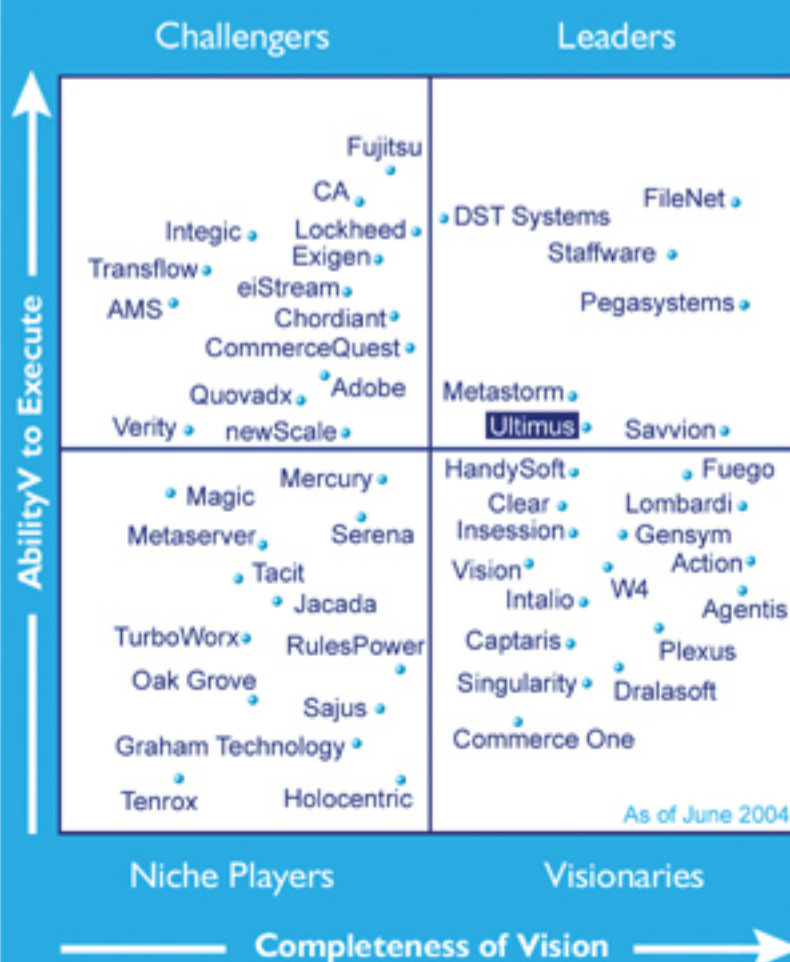 Challengers
Leaders
Fujitsu
CA
FileNet
DST Systems
Integic
Lockheed
Staffware
Exigen
Transflow
eiStream
AMS
Pegasystems
Chordiant
CommerceQuest
Adobe
Quovadx
Metastorm
Verity
newScale
Ultimus
Savvion
Mercury
HandySoft
Fuego
Magic
Clear
Lombardi
Metaserver
Serena
Insession
Gensym
Tacit
Vision
Action
W4
Jacada
Intalio
Agentis
TurboWorx
RulesPower
Captaris
Plexus
Oak Grove
Singularity
Dralasoft
Sajus
Graham Technology
Commerce One
Tenrox
Holocentric
As of June 2004
AbilityV to Execute
Niche Players
Visionaries
Completeness of Vision